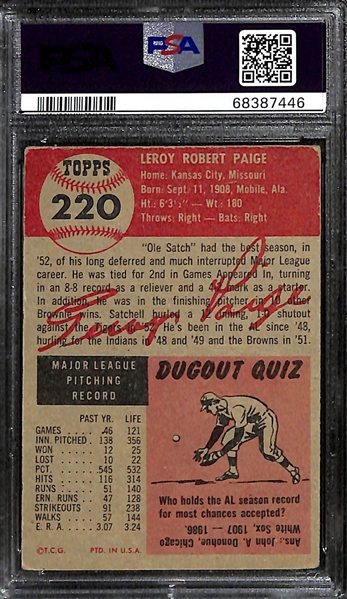 PSA
68387446
TOPPS
220
LEROY ROBERT PAIGE
Home: Kansas City, Missouri
Born: Sept. 11, 1908, Mobile, Ala.
Ht.: 6'3½" — Wt.: 180
Throws: Right — Bats: Right
"Ole Satch" had the best season, in
'52, of his long deferred and much interrupted Major League
career. He was tied for 2nd in Games Appeared In, turning
in an 8-8 record as a reliever and a 4-2 mark as a starter.
In addition, he was in the finishing pitcher in 10 other
Brownie wins. Satchell hurled a 12 inning, 1-0 shutout
against the Tigers in '52. He's been in the AL since '48,
hurling for the Indians in '48 and '49 and the Browns in '51.
MAJOR LEAGUE
PITCHING
RECORD
PAST YR. LIFE
GAMES 46 121
INN. PITCHED 138 356
WON 12 25
LOST 10 22
PCT. 545 532
HITS 116 314
RUNS 51 151
ERN. RUNS 47 128
STRIKEOUTS 91 238
WALKS 57 144
E. R. A. 3.07 3.24
©T.C.G. PTD. IN U.S.A.
DUGOUT QUIZ
Who holds the AL season record
for most chances accepted?
Ans.: John A. Donohue, Chicago
White Sox, 1907 — 1986.